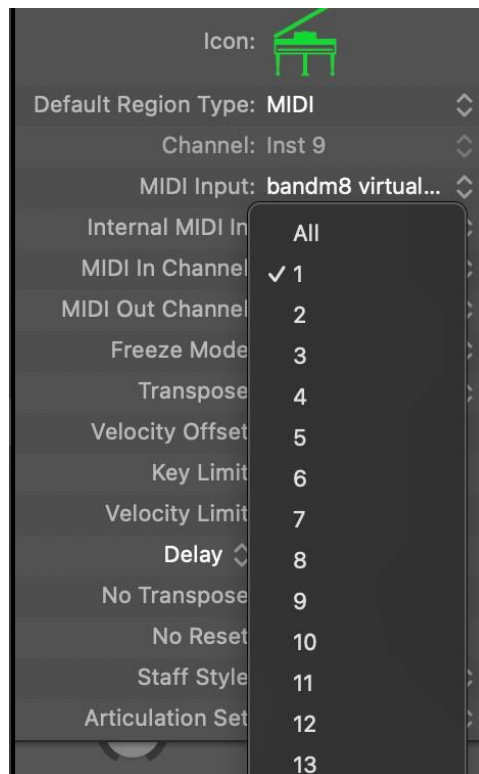 Icon:
Default Region Type: MIDI
Channel: Inst 9
MIDI Input: bandm8 virtual...
Internal MIDI In
All
MIDI In Channel
✓ 1
MIDI Out Channel
2
Freeze Mode
3
Transpose
4
Velocity Offset
5
Key Limit
6
Velocity Limit
7
Delay
8
No Transpose
9
No Reset
10
Staff Style
11
Articulation Set
12
13